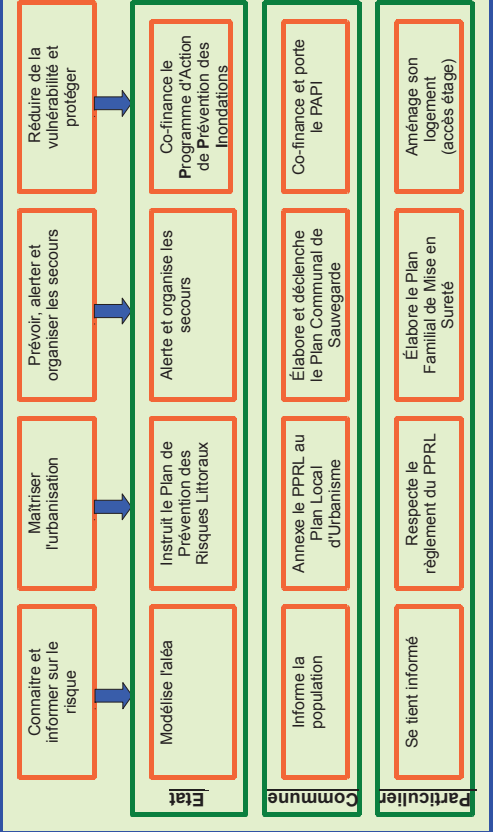 Connaitre et
informer sur le
risque
Maîtriser
l'urbanisation
Prévoir, alerter et
organiser les secours
Réduire de la
vulnérabilité et
protéger
Etat
Modélise l'aléa
Instruit le Plan de
Prévention des
Risques Littoraux
Alerte et organise les
secours
Co-finance le
Programme d'Action
de Prévention des
Inondations
Commune
Informe la
population
Annexe le PPRL au
Plan Local
d'Urbanisme
Élabore et déclenche
le Plan Communal de
Sauvegarde
Co-finance et porte
le PAPI
Particulier
Se tient informé
Respecte le
règlement du PPRL
Élabore le Plan
Familial de Mise en
Sureté
Aménage son
logement
(accès étage)